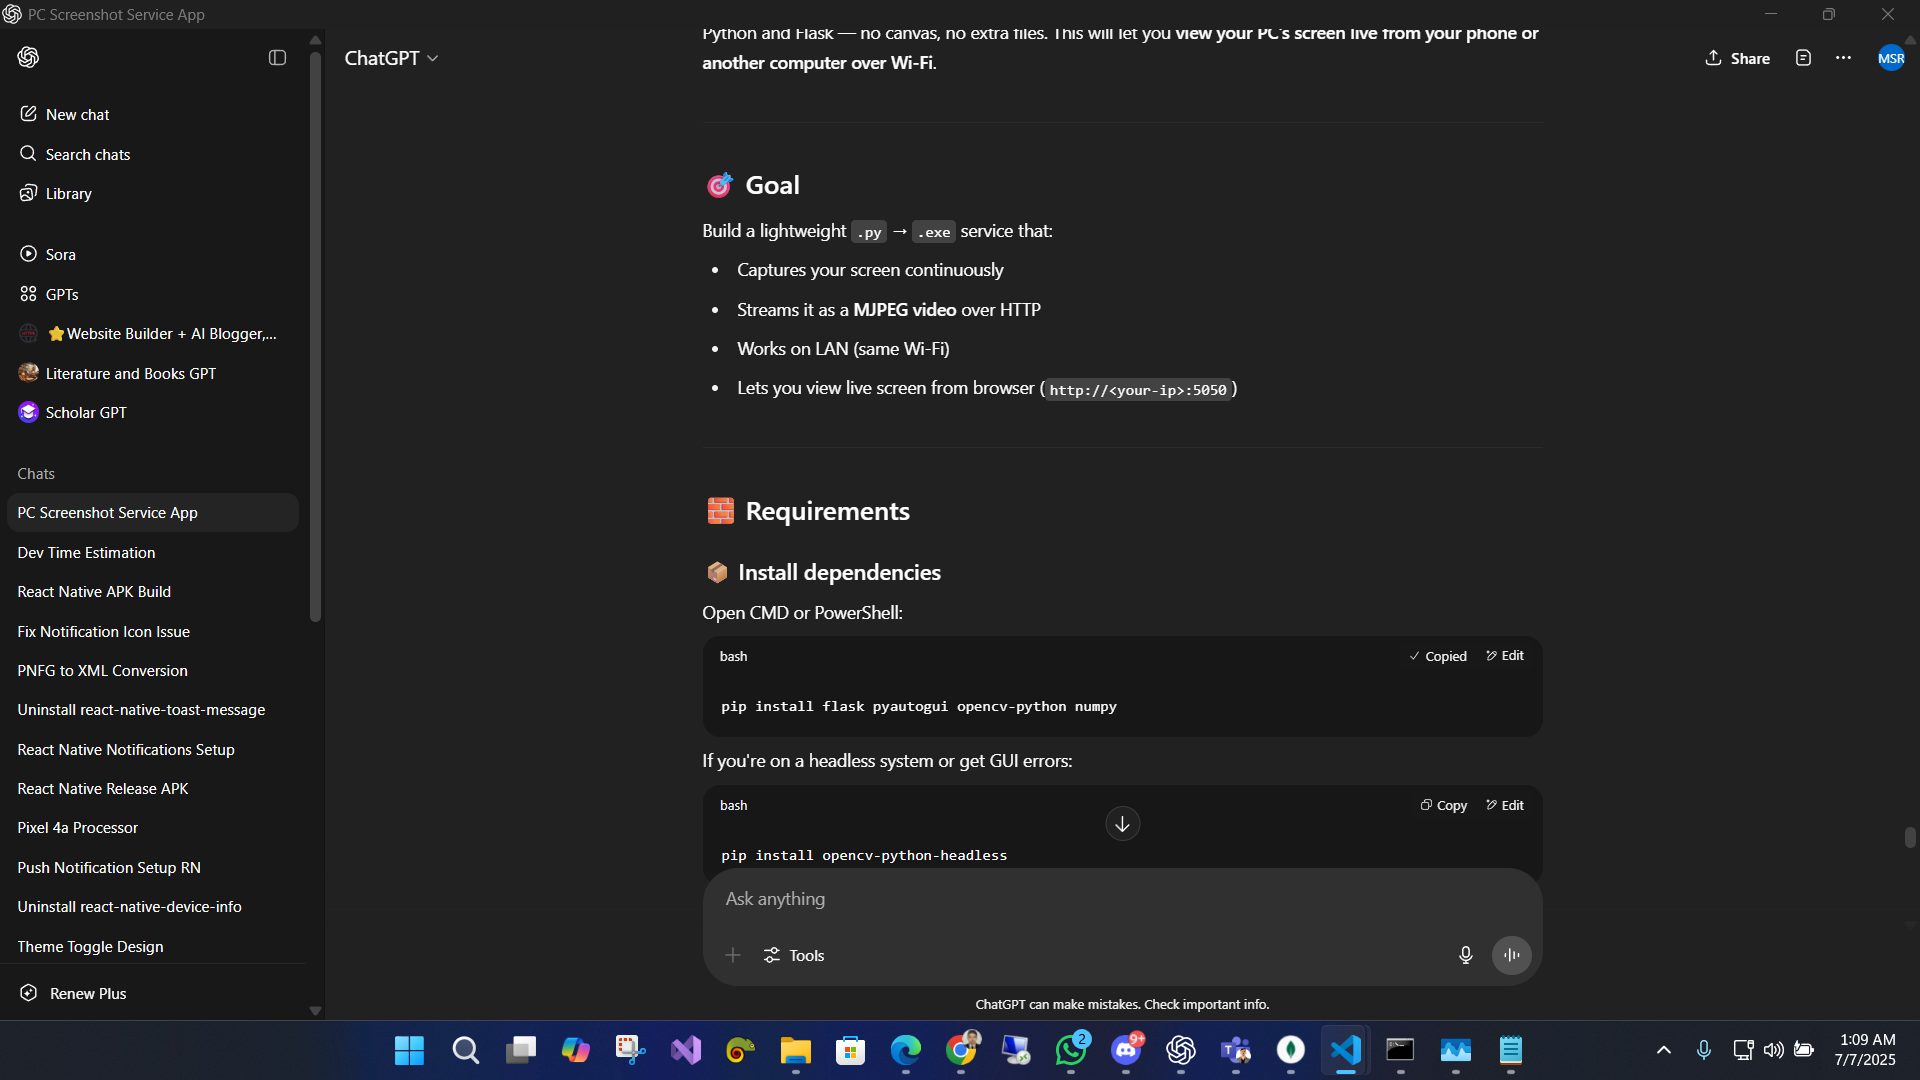 PC Screenshot Service App
New chat
Search chats
Library
Sora
GPTs
⭐Website Builder + AI Blogger,...
Literature and Books GPT
Scholar GPT
Chats
PC Screenshot Service App
Dev Time Estimation
React Native APK Build
Fix Notification Icon Issue
PNFG to XML Conversion
Uninstall react-native-toast-message
React Native Notifications Setup
React Native Release APK
Pixel 4a Processor
Push Notification Setup RN
Uninstall react-native-device-info
Theme Toggle Design
Renew Plus
ChatGPT
Share
MSR
Python and Flask — no canvas, no extra files. This will let you view your PC's screen live from your phone or
another computer over Wi-Fi.
🎯 Goal
Build a lightweight .py → .exe service that:
• Captures your screen continuously
• Streams it as a MJPEG video over HTTP
• Works on LAN (same Wi-Fi)
• Lets you view live screen from browser (http://<your-ip>:5050)
🧱 Requirements
📦 Install dependencies
Open CMD or PowerShell:
bash
Copied
Edit
pip install flask pyautogui opencv-python numpy
If you're on a headless system or get GUI errors:
bash
Copy
Edit
pip install opencv-python-headless
Ask anything
Tools
ChatGPT can make mistakes. Check important info.
2
9+
1:09 AM
7/7/2025